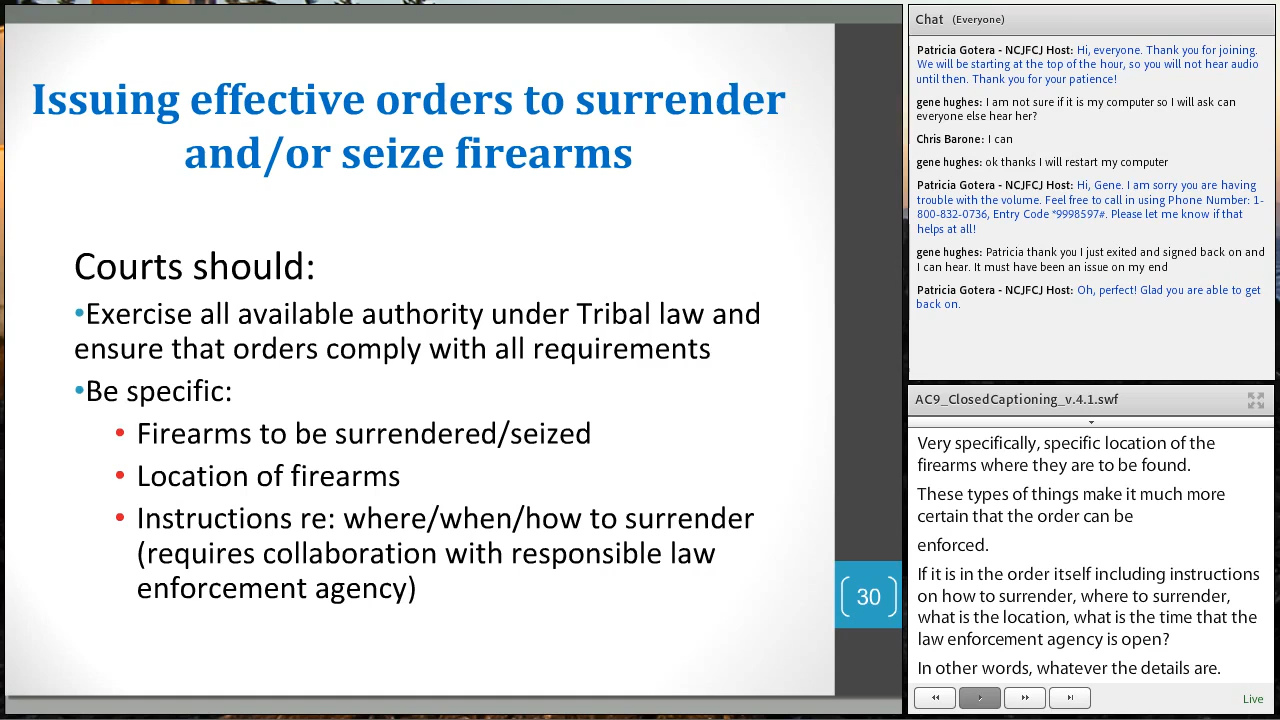 Issuing effective orders to surrender
and/or seize firearms
Courts should:
•Exercise all available authority under Tribal law and
ensure that orders comply with all requirements
•Be specific:
• Firearms to be surrendered/seized
• Location of firearms
• Instructions re: where/when/how to surrender
(requires collaboration with responsible law
enforcement agency)
30
Chat (Everyone)
Patricia Gotera - NCJFCJ Host: Hi, everyone. Thank you for joining.
We will be starting at the top of the hour, so you will not hear audio
until then. Thank you for your patience!
gene hughes: I am not sure if it is my computer so I will ask can
everyone else hear her?
Chris Barone: I can
gene hughes: ok thanks I will restart my computer
Patricia Gotera - NCJFCJ Host: Hi, Gene. I am sorry you are having
trouble with the volume. Feel free to call in using Phone Number: 1-
800-832-0736, Entry Code *9998597#. Please let me know if that
helps at all!
gene hughes: Patricia thank you I just exited and signed back on and
I can hear. It must have been an issue on my end
Patricia Gotera - NCJFCJ Host: Oh, perfect! Glad you are able to get
back on.
AC9_ClosedCaptioning_v.4.1.swf
Very specifically, specific location of the
firearms where they are to be found.
These types of things make it much more
certain that the order can be
enforced.
If it is in the order itself including instructions
on how to surrender, where to surrender,
what is the location, what is the time that the
law enforcement agency is open?
In other words, whatever the details are.
Live